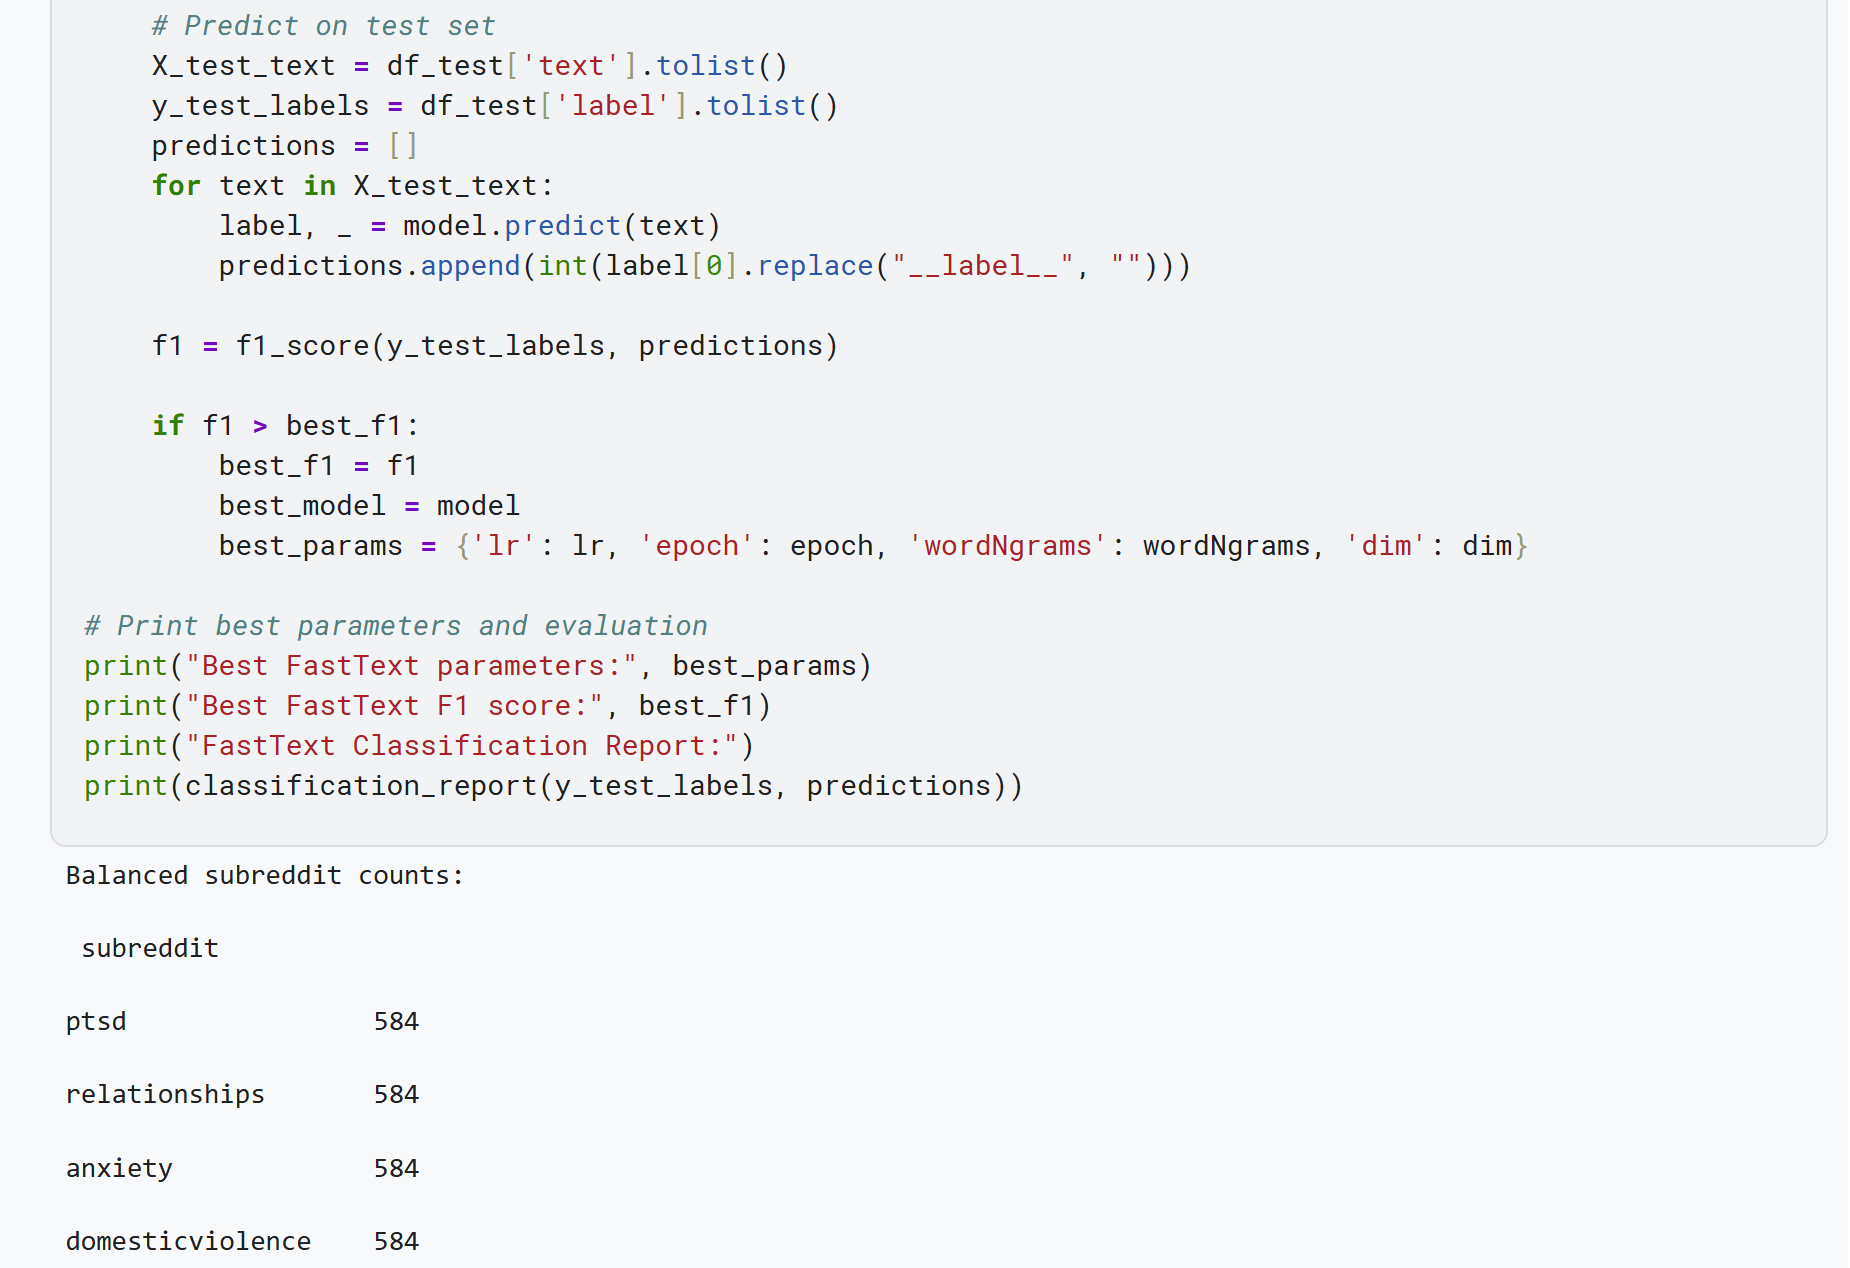 # Predict on test set
X_test_text = df_test['text'].tolist()
y_test_labels = df_test['label'].tolist()
predictions = []
for text in X_test_text:
    label, _ = model.predict(text)
    predictions.append(int(label[0].replace("__label__", "")))
f1 = f1_score(y_test_labels, predictions)
if f1 > best_f1:
    best_f1 = f1
    best_model = model
    best_params = {'lr': lr, 'epoch': epoch, 'wordNgrams': wordNgrams, 'dim': dim}
# Print best parameters and evaluation
print("Best FastText parameters:", best_params)
print("Best FastText F1 score:", best_f1)
print("FastText Classification Report:")
print(classification_report(y_test_labels, predictions))
Balanced subreddit counts:
subreddit
ptsd 584
relationships 584
anxiety 584
domesticviolence 584